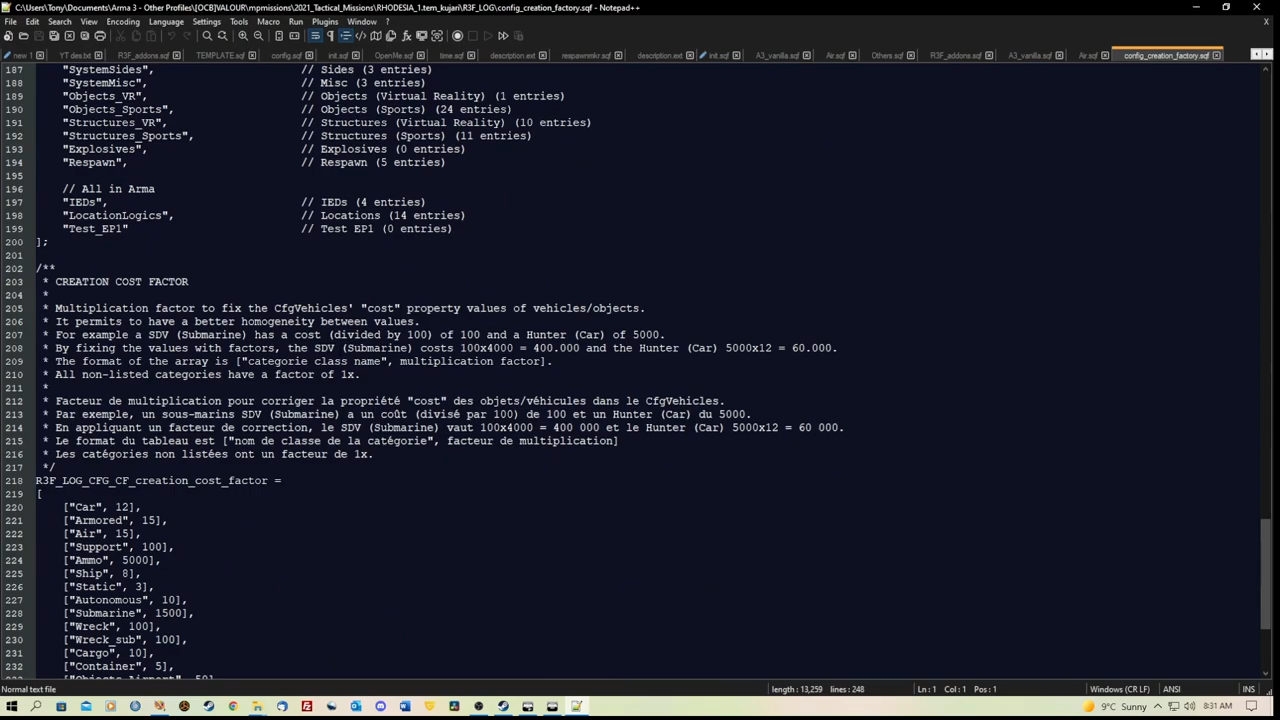 C:\Users\Tony\Documents\Arma 3 - Other Profiles\[OCB]VALOUR\mpmissions\2021_Tactical_Missions\RHODESIA_1.tem_kujari\R3F_LOG\config_creation_factory.sqf - Notepad++
File Edit Search View Encoding Language Settings Tools Macro Run Plugins Window ?
new 1 YT des.txt R3F_addons.sqf TEMPLATE.sqf config.sqf init.sqf OpenMe.sqf time.sqf description.ext respawnmkr.sqf description.ext init.sqf A3_vanilla.sqf Air.sqf Others.sqf R3F_addons.sqf A3_vanilla.sqf Air.sqf config_creation_factory.sqf
187 "SystemSides", // Sides (3 entries)
188 "SystemMisc", // Misc (3 entries)
189 "Objects_VR", // Objects (Virtual Reality) (1 entries)
190 "Objects_Sports", // Objects (Sports) (24 entries)
191 "Structures_VR", // Structures (Virtual Reality) (10 entries)
192 "Structures_Sports", // Structures (Sports) (11 entries)
193 "Explosives", // Explosives (0 entries)
194 "Respawn", // Respawn (5 entries)
195
196 // All in Arma
197 "IEDs", // IEDs (4 entries)
198 "LocationLogics", // Locations (14 entries)
199 "Test_EP1" // Test EP1 (0 entries)
200 ];
201
202 /**
203 * CREATION COST FACTOR
204 *
205 * Multiplication factor to fix the CfgVehicles' "cost" property values of vehicles/objects.
206 * It permits to have a better homogeneity between values.
207 * For example a SDV (Submarine) has a cost (divided by 100) of 100 and a Hunter (Car) of 5000.
208 * By fixing the values with factors, the SDV (Submarine) costs 100x4000 = 400.000 and the Hunter (Car) 5000x12 = 60.000.
209 * The format of the array is ["categorie class name", multiplication factor].
210 * All non-listed categories have a factor of 1x.
211 *
212 * Facteur de multiplication pour corriger la propriété "cost" des objets/véhicules dans le CfgVehicles.
213 * Par exemple, un sous-marins SDV (Submarine) a un coût (divisé par 100) de 100 et un Hunter (Car) du 5000.
214 * En appliquant un facteur de correction, le SDV (Submarine) vaut 100x4000 = 400 000 et le Hunter (Car) 5000x12 = 60 000.
215 * Le format du tableau est ["nom de classe de la catégorie", facteur de multiplication]
216 * Les catégories non listées ont un facteur de 1x.
217 */
218 R3F_LOG_CFG_CF_creation_cost_factor =
219 [
220 ["Car", 12],
221 ["Armored", 15],
222 ["Air", 15],
223 ["Support", 100],
224 ["Ammo", 5000],
225 ["Ship", 8],
226 ["Static", 3],
227 ["Autonomous", 10],
228 ["Submarine", 1500],
229 ["Wreck", 100],
230 ["Wreck_sub", 100],
231 ["Cargo", 10],
232 ["Container", 5],
["Objects_Airport", 50]
Normal text file length : 13,259 lines : 248 Ln : 1 Col : 1 Pos : 1 Windows (CR LF) ANSI INS
9°C Sunny 8:31 AM